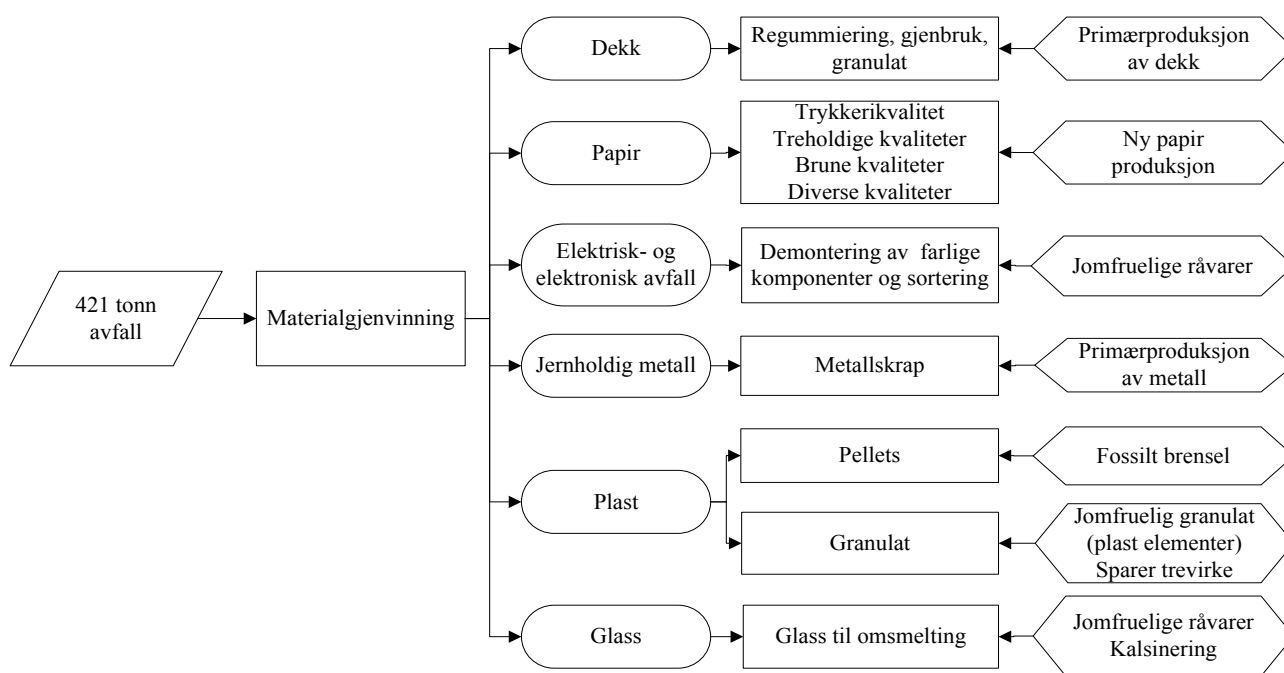 Dekk
Regummiering, gjenbruk,
granulat
Primærproduksjon
av dekk
Papir
Trykkerikvalitet
Treholdige kvaliteter
Brune kvaliteter
Diverse kvaliteter
Ny papir
produksjon
421 tonn
avfall
Materialgjenvinning
Elektrisk- og
elektronisk avfall
Demontering av farlige
komponenter og sortering
Jomfruelige råvarer
Jernholdig metall
Metallskrap
Primærproduksjon
av metall
Plast
Pellets
Fossilt brensel
Granulat
Jomfruelig granulat
(plast elementer)
Sparer trevirke
Glass
Glass til omsmelting
Jomfruelige råvarer
Kalsinering